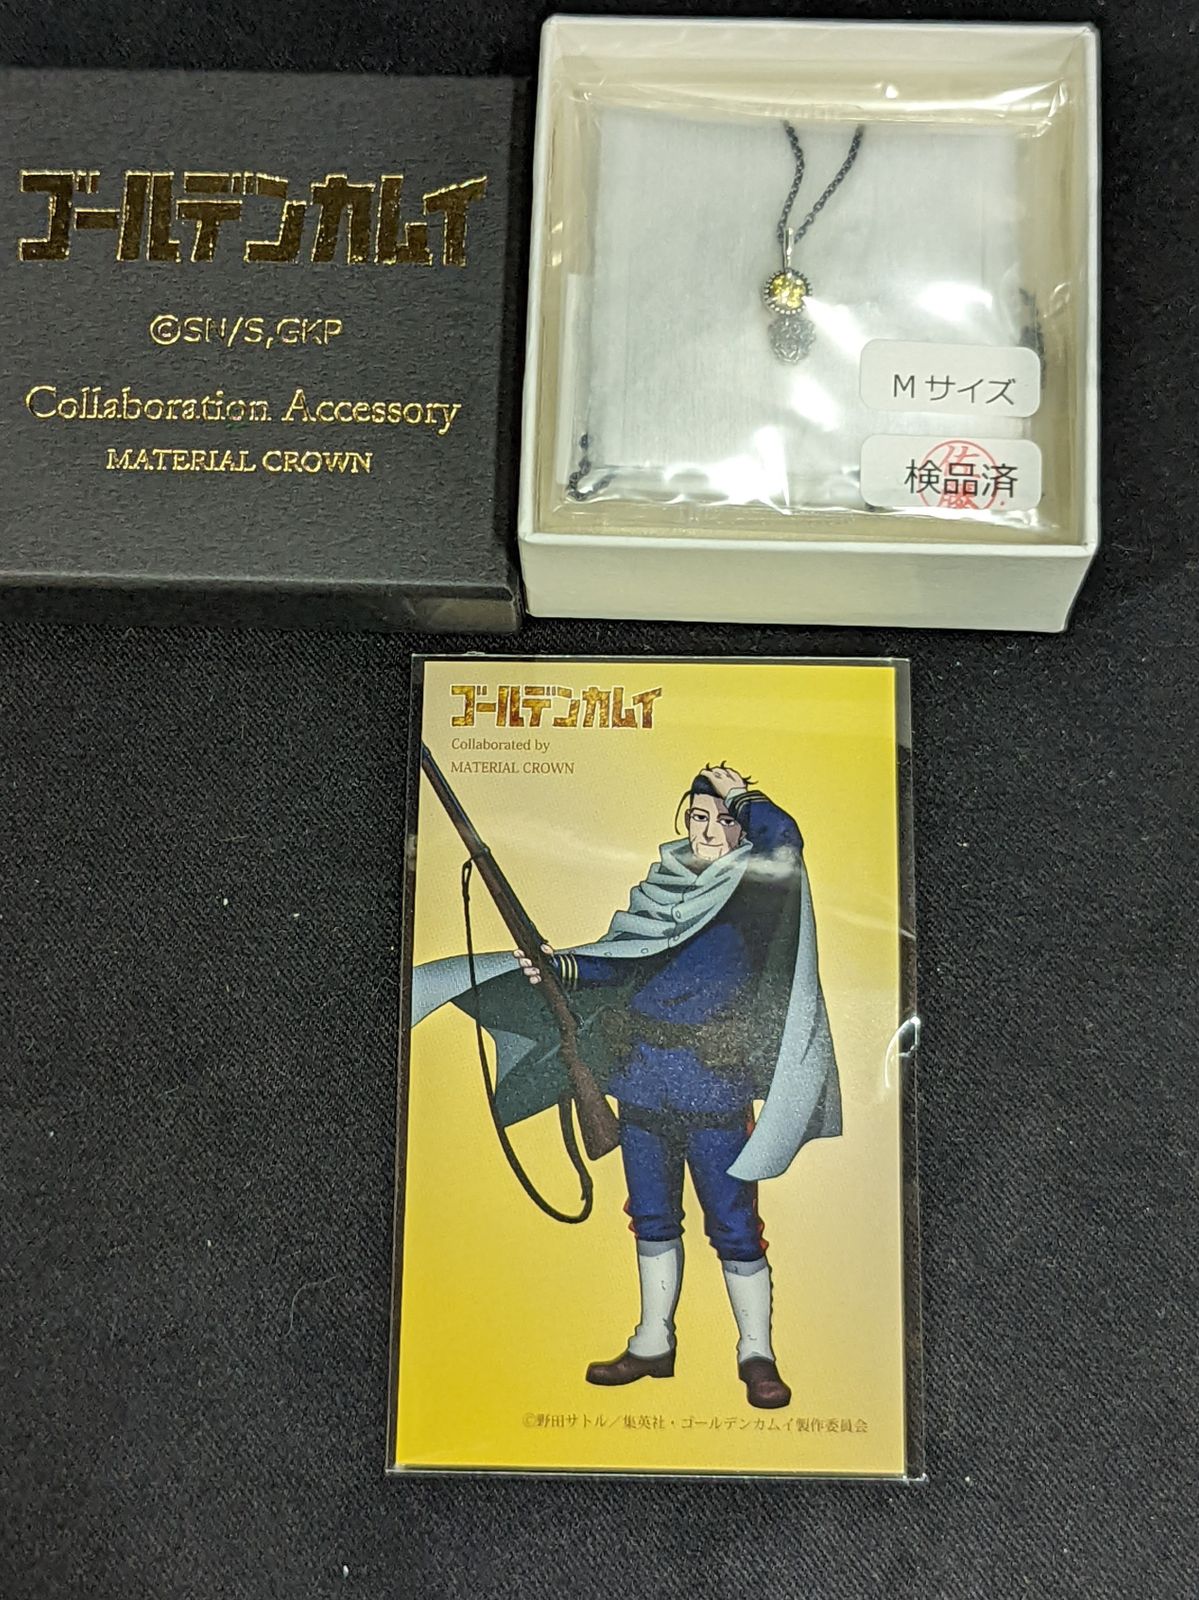 ゴールデンカムイ
©SN/S,GKP
Collaboration Accessory
MATERIAL CROWN
Mサイズ
検品済
佐藤
ゴールデンカムイ
Collaborated by
MATERIAL CROWN
©野田サトル／集英社・ゴールデンカムイ製作委員会